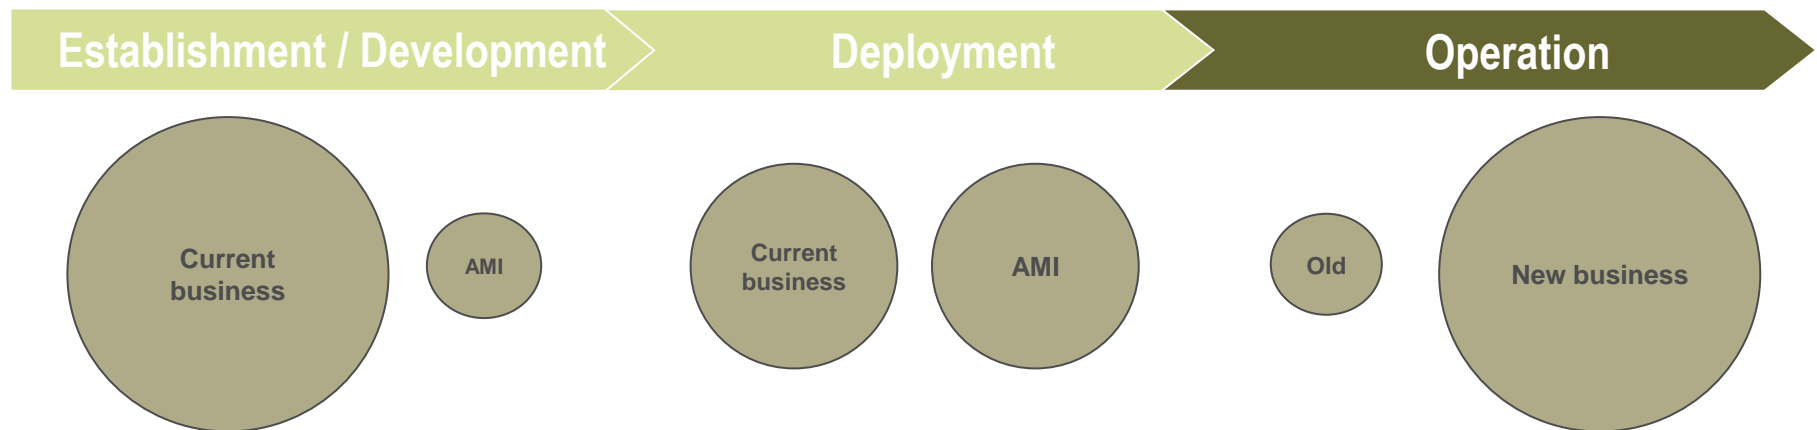 Establishment / Development
Deployment
Operation
Current
business
AMI
Current
business
AMI
Old
New business